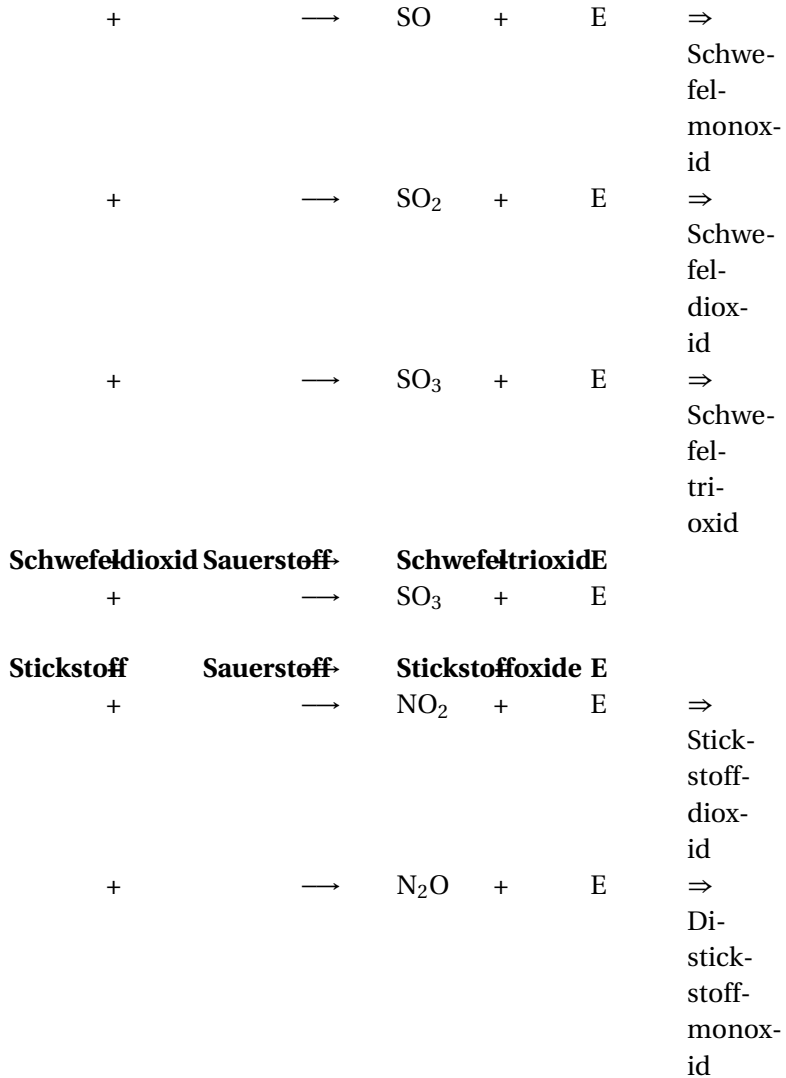 + ⟶ SO + E ⇒
Schwe-
fel-
monox-
id
+ ⟶ SO₂ + E ⇒
Schwe-
fel-
diox-
id
+ ⟶ SO₃ + E ⇒
Schwe-
fel-
tri-
oxid
Schwefeldioxid + Sauerstoff ⟶ Schwefeltrioxid + E
+ ⟶ SO₃ + E
Stickstoff + Sauerstoff ⟶ Stickstoffoxide + E
+ ⟶ NO₂ + E ⇒
Stick-
stoff-
diox-
id
+ ⟶ N₂O + E ⇒
Di-
stick-
stoff-
monox-
id